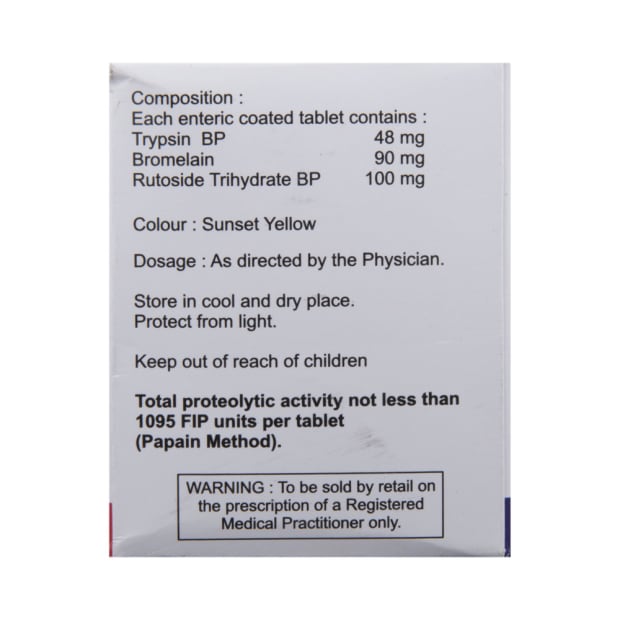 Composition :
Each enteric coated tablet contains :
Trypsin BP 48 mg
Bromelain 90 mg
Rutoside Trihydrate BP 100 mg
Colour : Sunset Yellow
Dosage : As directed by the Physician.
Store in cool and dry place.
Protect from light.
Keep out of reach of children
Total proteolytic activity not less than
1095 FIP units per tablet
(Papain Method).
WARNING : To be sold by retail on
the prescription of a Registered
Medical Practitioner only.